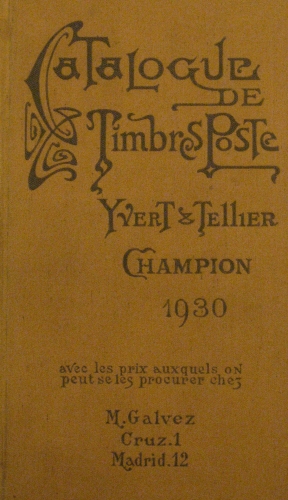 Catalogue
de
Timbres Poste
Yvert & Tellier
Champion
1930
avec les prix auxquels on
peut se les procurer chez
M. Galvez
Cruz. 1
Madrid. 12